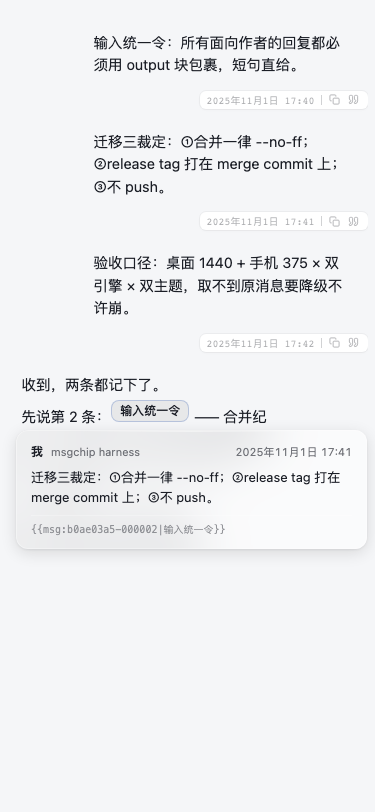 输入统一令：所有面向作者的回复都必
须用 output 块包裹，短句直给。
2025年11月1日 17:40
迁移三裁定：①合并一律 --no-ff；
②release tag 打在 merge commit 上；
③不 push。
2025年11月1日 17:41
验收口径：桌面 1440 + 手机 375 × 双
引擎 × 双主题，取不到原消息要降级不
许崩。
2025年11月1日 17:42
收到，两条都记下了。
先说第 2 条： 输入统一令 —— 合并纪
我 msgchip harness 2025年11月1日 17:41
迁移三裁定：①合并一律 --no-ff；②release tag 打在
merge commit 上；③不 push。
{{msg:b0ae03a5-000002|输入统一令}}